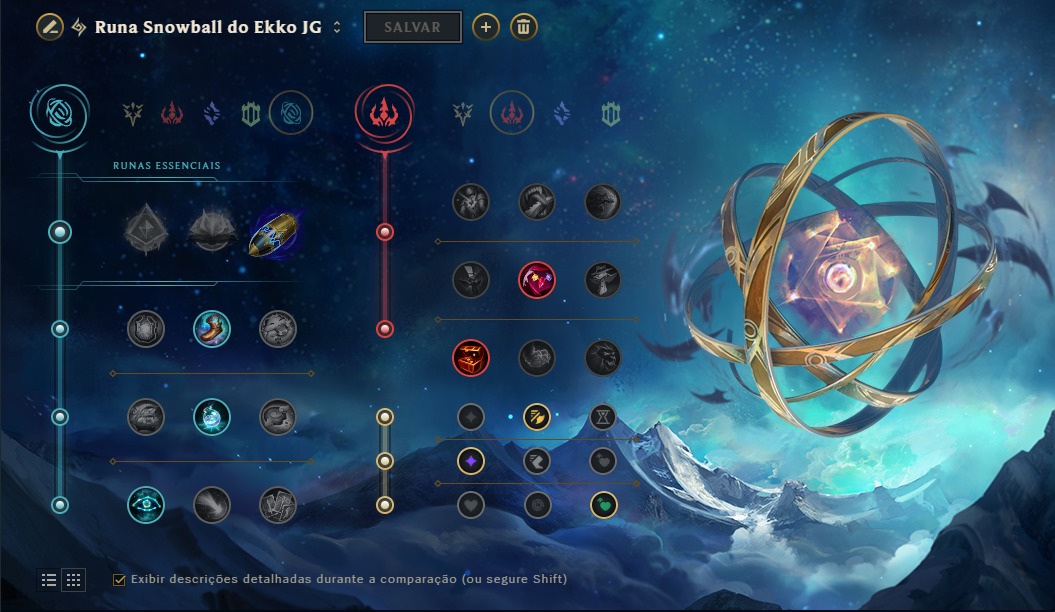 Runa Snowball do Ekko JG
SALVAR
RUNAS ESSENCIAIS
Exibir descrições detalhadas durante a comparação (ou segure Shift)